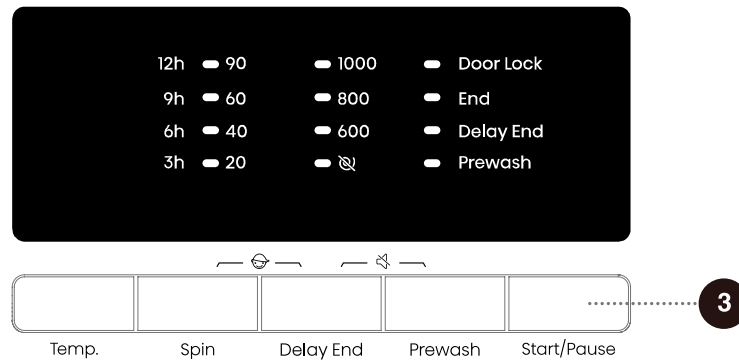 12h 90 1000 Door Lock
9h 60 800 End
6h 40 600 Delay End
3h 20 Prewash
3
Temp. Spin Delay End Prewash Start/Pause